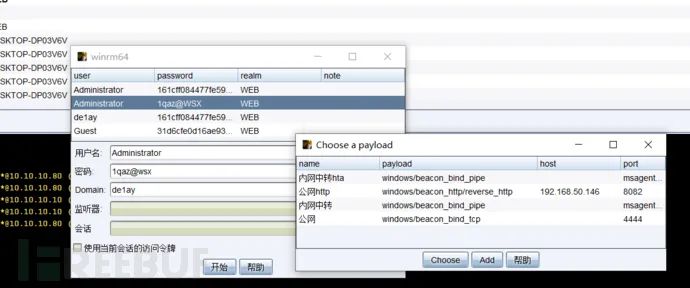 EB
SKTOP-DP03V6V
SKTOP-DP03V6V
SKTOP-DP03V6V
SKTOP-DP03V6V
SKTOP-DP03V6V
winrm64
user password realm note
Administrator 161cff084477fe59... WEB
Administrator 1qaz@WSX WEB
de1ay 161cff084477fe59... WEB
Guest 31d6cfe0d16ae93... WEB
用户名: Administrator
密码: 1qaz@wsx
Domain: de1ay
监听器:
会话
使用当前会话的访问令牌
开始 帮助
*@10.10.10.80 (
*@10.10.10.80 (
*@10.10.10.80 (
*@10.10.10.80 (
Choose a payload
name payload host port
内网中转hta windows/beacon_bind_pipe msagent...
公网http windows/beacon_http/reverse_http 192.168.50.146 8082
内网中转 windows/beacon_bind_pipe msagent...
公网 windows/beacon_bind_tcp 4444
Choose Add 帮助
FREEBUF